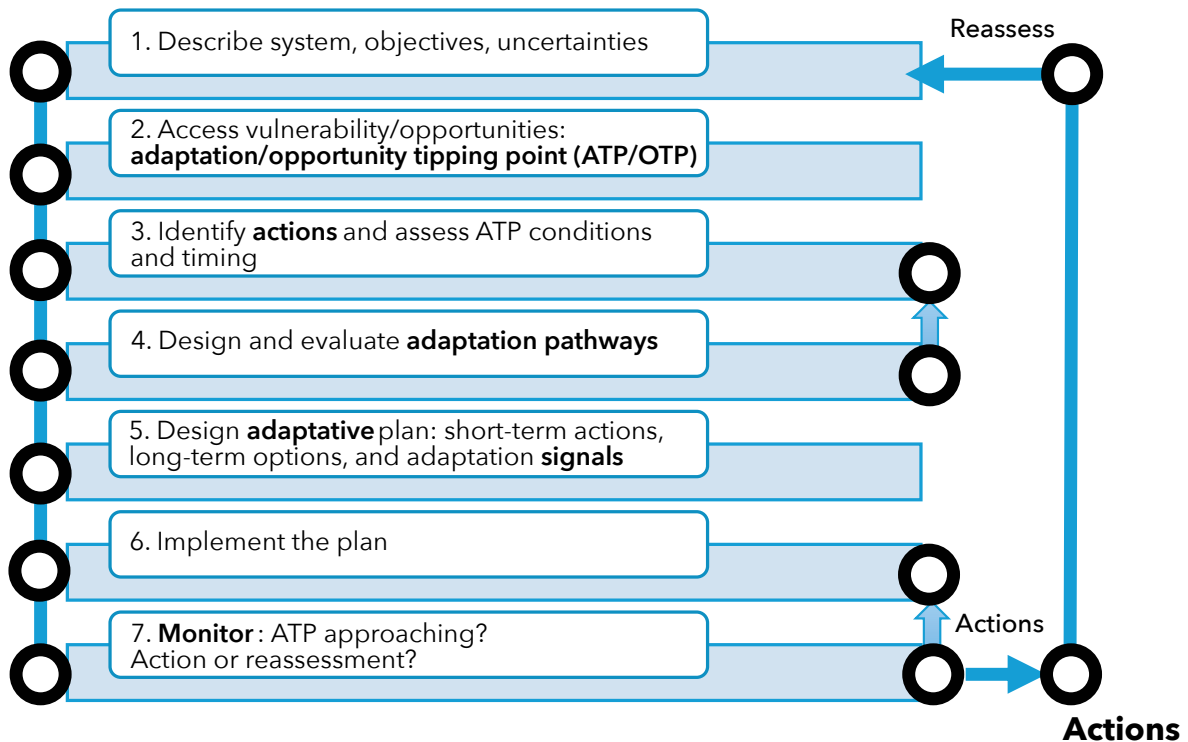 1. Describe system, objectives, uncertainties
Reassess
2. Access vulnerability/opportunities:
adaptation/opportunity tipping point (ATP/OTP)
3. Identify actions and assess ATP conditions
and timing
4. Design and evaluate adaptation pathways
5. Design adaptative plan: short-term actions,
long-term options, and adaptation signals
6. Implement the plan
7. Monitor : ATP approaching?
Action or reassessment?
Actions
Actions